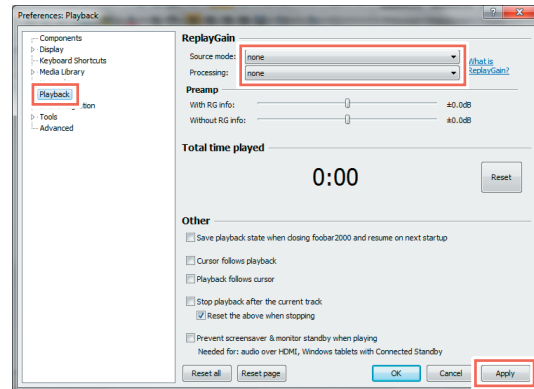 Preferences: Playback
Components
Display
Keyboard Shortcuts
Media Library
Playback
tion
Tools
Advanced
ReplayGain
Source mode: none
Processing: none
What is
ReplayGain?
Preamp
With RG info: ±0.0dB
Without RG info: ±0.0dB
Total time played
0:00
Reset
Other
Save playback state when closing foobar2000 and resume on next startup
Cursor follows playback
Playback follows cursor
Stop playback after the current track
Reset the above when stopping
Prevent screensaver & monitor standby when playing
Needed for: audio over HDMI, Windows tablets with Connected Standby
Reset all Reset page OK Cancel Apply